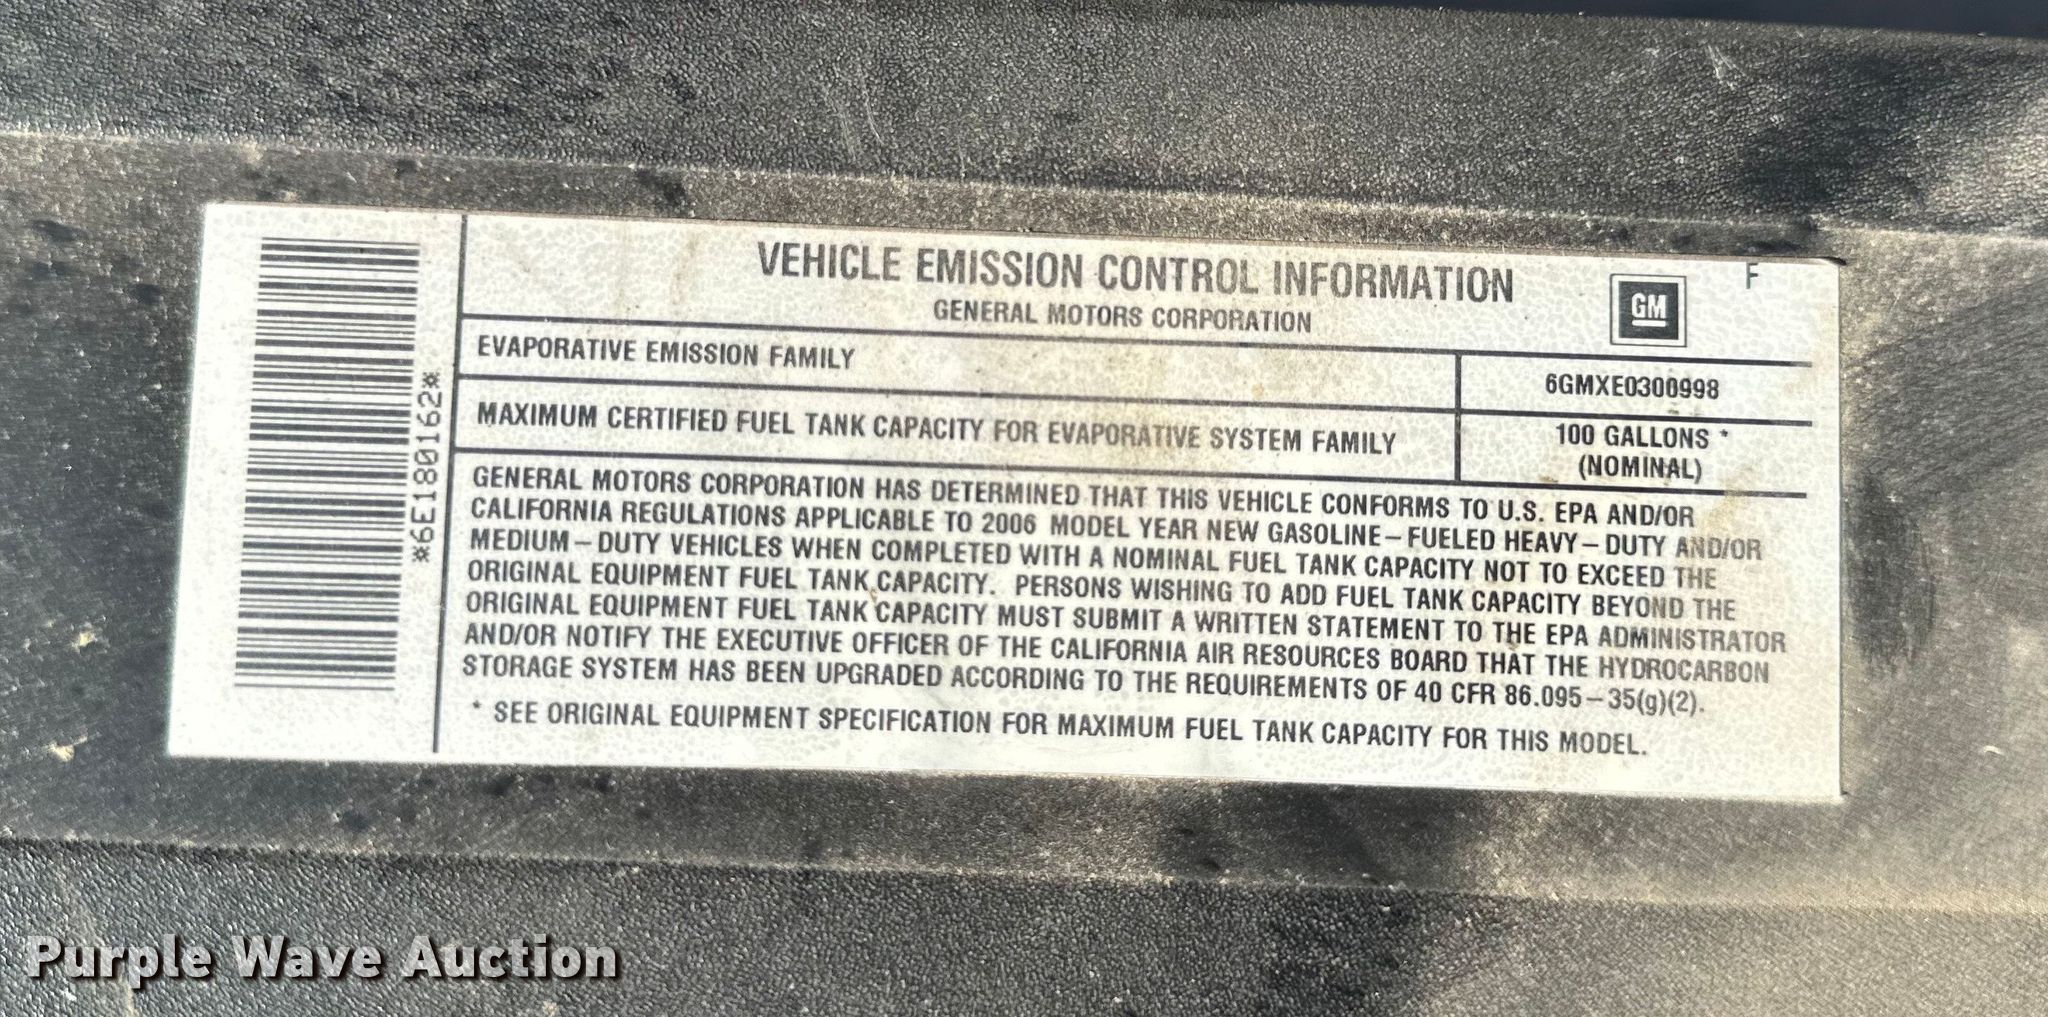 VEHICLE EMISSION CONTROL INFORMATION
GENERAL MOTORS CORPORATION
GM
F
EVAPORATIVE EMISSION FAMILY
6GMXE0300998
MAXIMUM CERTIFIED FUEL TANK CAPACITY FOR EVAPORATIVE SYSTEM FAMILY
100 GALLONS *
(NOMINAL)
GENERAL MOTORS CORPORATION HAS DETERMINED THAT THIS VEHICLE CONFORMS TO U.S. EPA AND/OR
CALIFORNIA REGULATIONS APPLICABLE TO 2006 MODEL YEAR NEW GASOLINE-FUELED HEAVY-DUTY AND/OR
MEDIUM-DUTY VEHICLES WHEN COMPLETED WITH A NOMINAL FUEL TANK CAPACITY NOT TO EXCEED THE
ORIGINAL EQUIPMENT FUEL TANK CAPACITY. PERSONS WISHING TO ADD FUEL TANK CAPACITY BEYOND THE
ORIGINAL EQUIPMENT FUEL TANK CAPACITY MUST SUBMIT A WRITTEN STATEMENT TO THE EPA ADMINISTRATOR
AND/OR NOTIFY THE EXECUTIVE OFFICER OF THE CALIFORNIA AIR RESOURCES BOARD THAT THE HYDROCARBON
STORAGE SYSTEM HAS BEEN UPGRADED ACCORDING TO THE REQUIREMENTS OF 40 CFR 86.095-35(g)(2).
* SEE ORIGINAL EQUIPMENT SPECIFICATION FOR MAXIMUM FUEL TANK CAPACITY FOR THIS MODEL.
*6E180162*
Purple Wave Auction